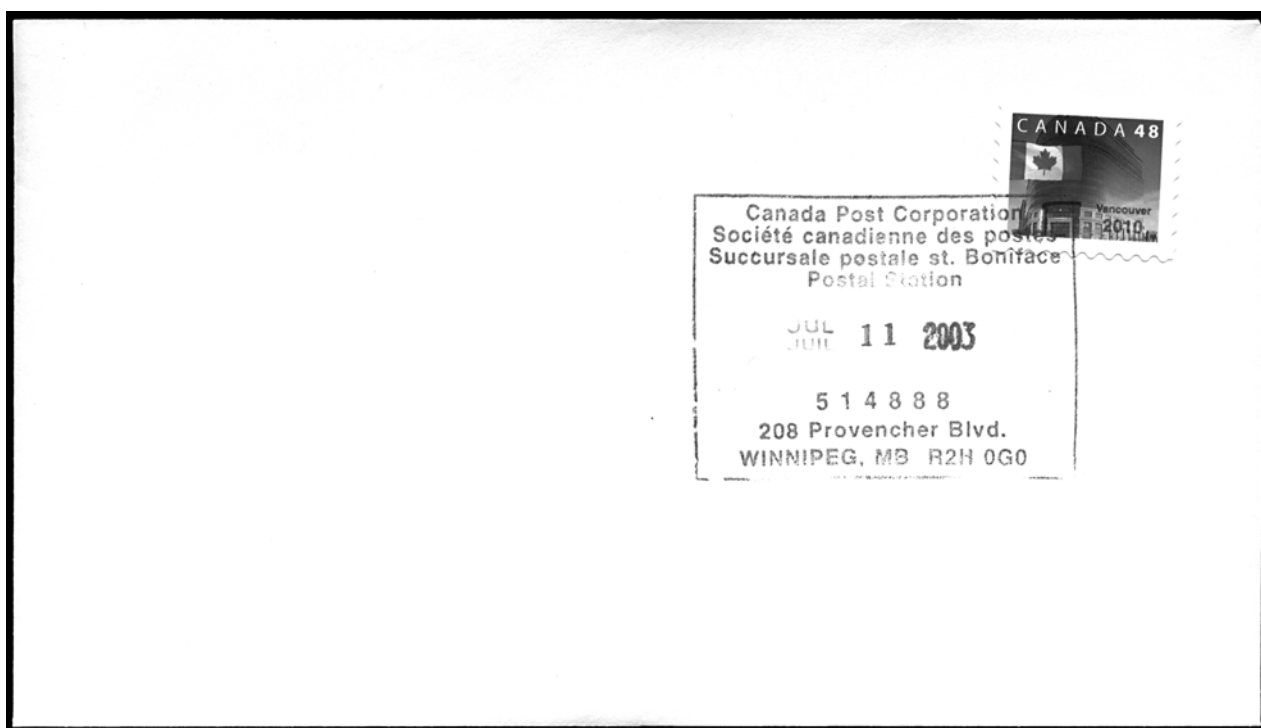 CANADA 48
Vancouver
2010
Canada Post Corporation
Société canadienne des postes
Succursale postale st. Boniface
Postal Station
JUL
JUIL 11 2003
514888
208 Provencher Blvd.
WINNIPEG, MB R2H 0G0